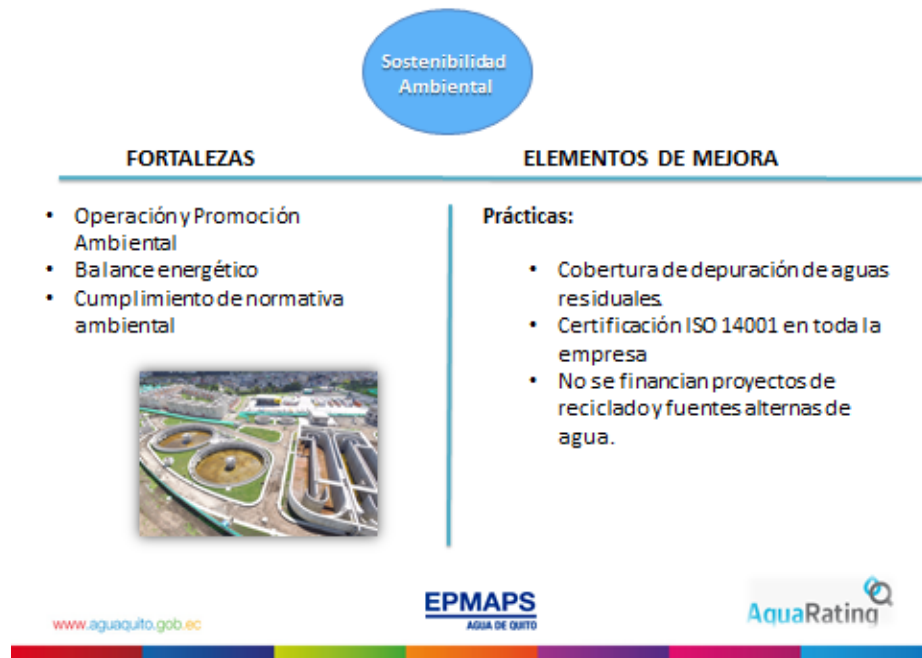 Sostenibilidad
Ambiental
FORTALEZAS
ELEMENTOS DE MEJORA
• Operación y Promoción
Ambiental
• Balance energético
• Cumplimiento de normativa
ambiental
Prácticas:
• Cobertura de depuración de aguas
residuales.
• Certificación ISO 14001 en toda la
empresa
• No se financian proyectos de
reciclado y fuentes alternas de
agua.
www.aguaquito.gob.ec
EPMAPS
AGUA DE QUITO
AquaRating